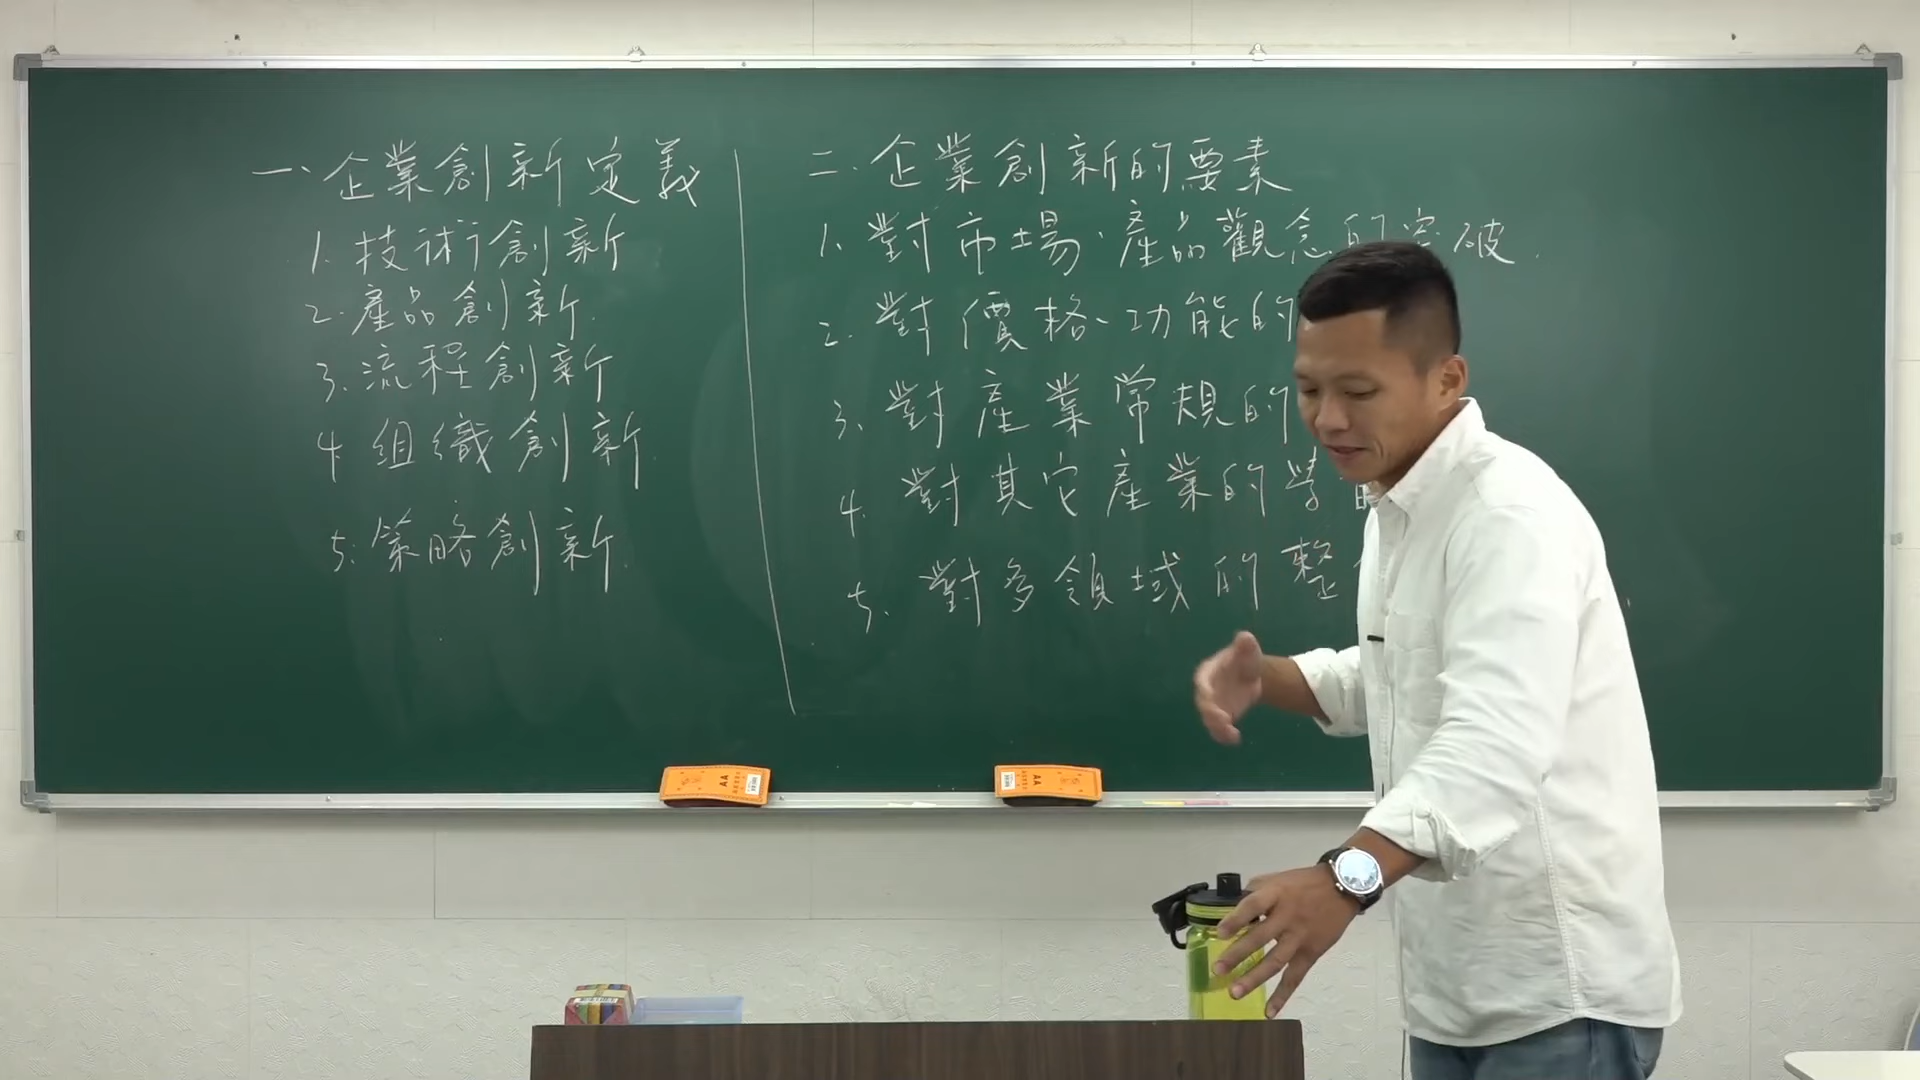 一、企業創新定義
1. 技術創新
2. 產品創新.
3. 流程創新
4. 組織創新.
5. 策略創新.
二. 企業創新的要素
1. 對市場、產品觀念的突破.
2. 對價格、功能的
3. 對產業常規的
4. 對其它產業的學
5. 對多領域的整
AA
AA